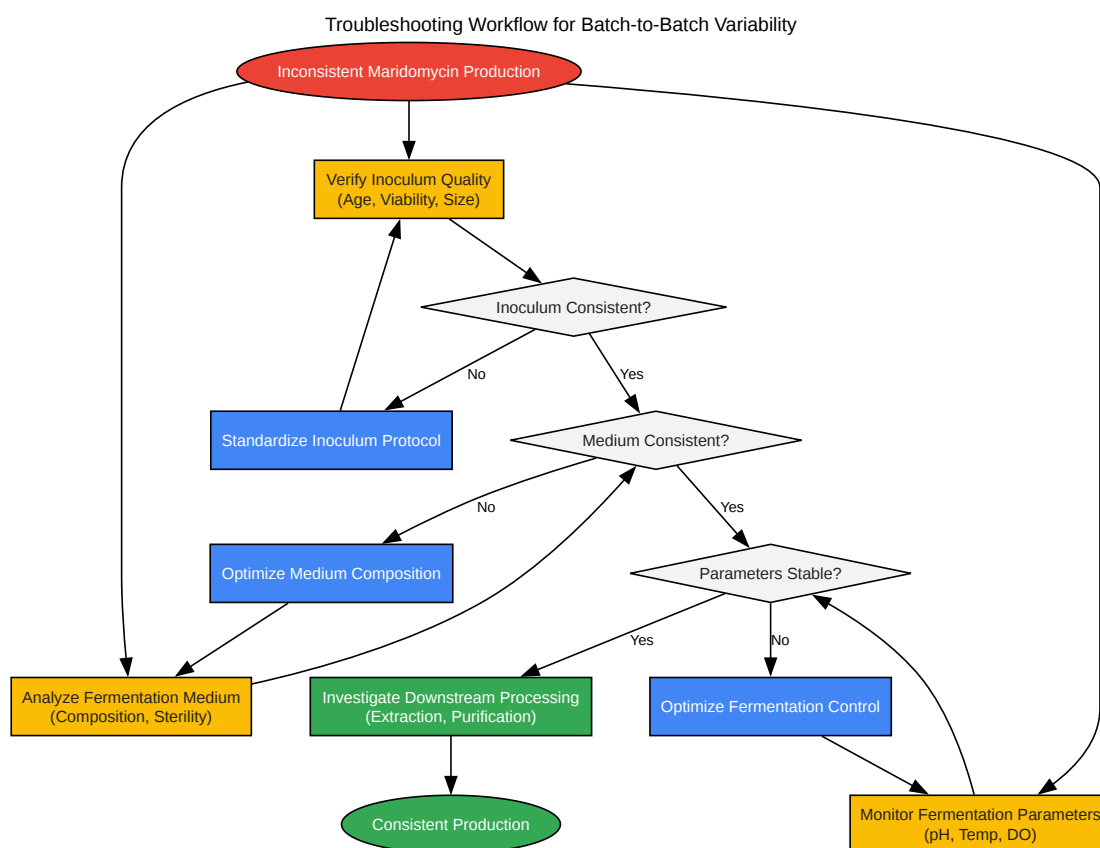 Troubleshooting Workflow for Batch-to-Batch Variability
Inconsistent Maridomycin Production
Verify Inoculum Quality
(Age, Viability, Size)
Inoculum Consistent?
No
Yes
Standardize Inoculum Protocol
Medium Consistent?
No
Yes
Optimize Medium Composition
Parameters Stable?
Yes
No
Analyze Fermentation Medium
(Composition, Sterility)
Investigate Downstream Processing
(Extraction, Purification)
Optimize Fermentation Control
Consistent Production
Monitor Fermentation Parameters
(pH, Temp, DO)